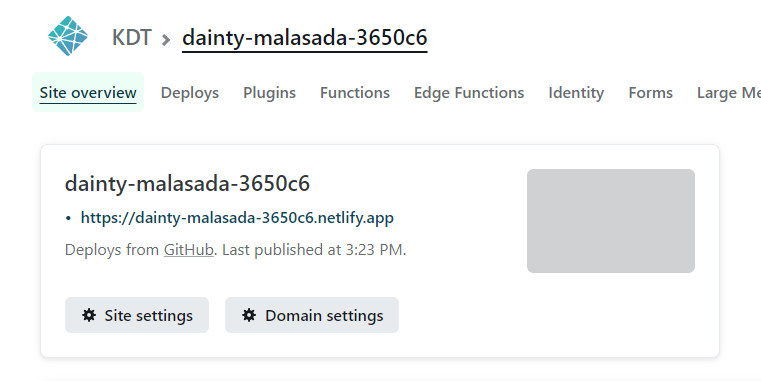 KDT > dainty-malasada-3650c6
Site overview Deploys Plugins Functions Edge Functions Identity Forms Large Me
dainty-malasada-3650c6
• https://dainty-malasada-3650c6.netlify.app
Deploys from GitHub. Last published at 3:23 PM.
Site settings Domain settings